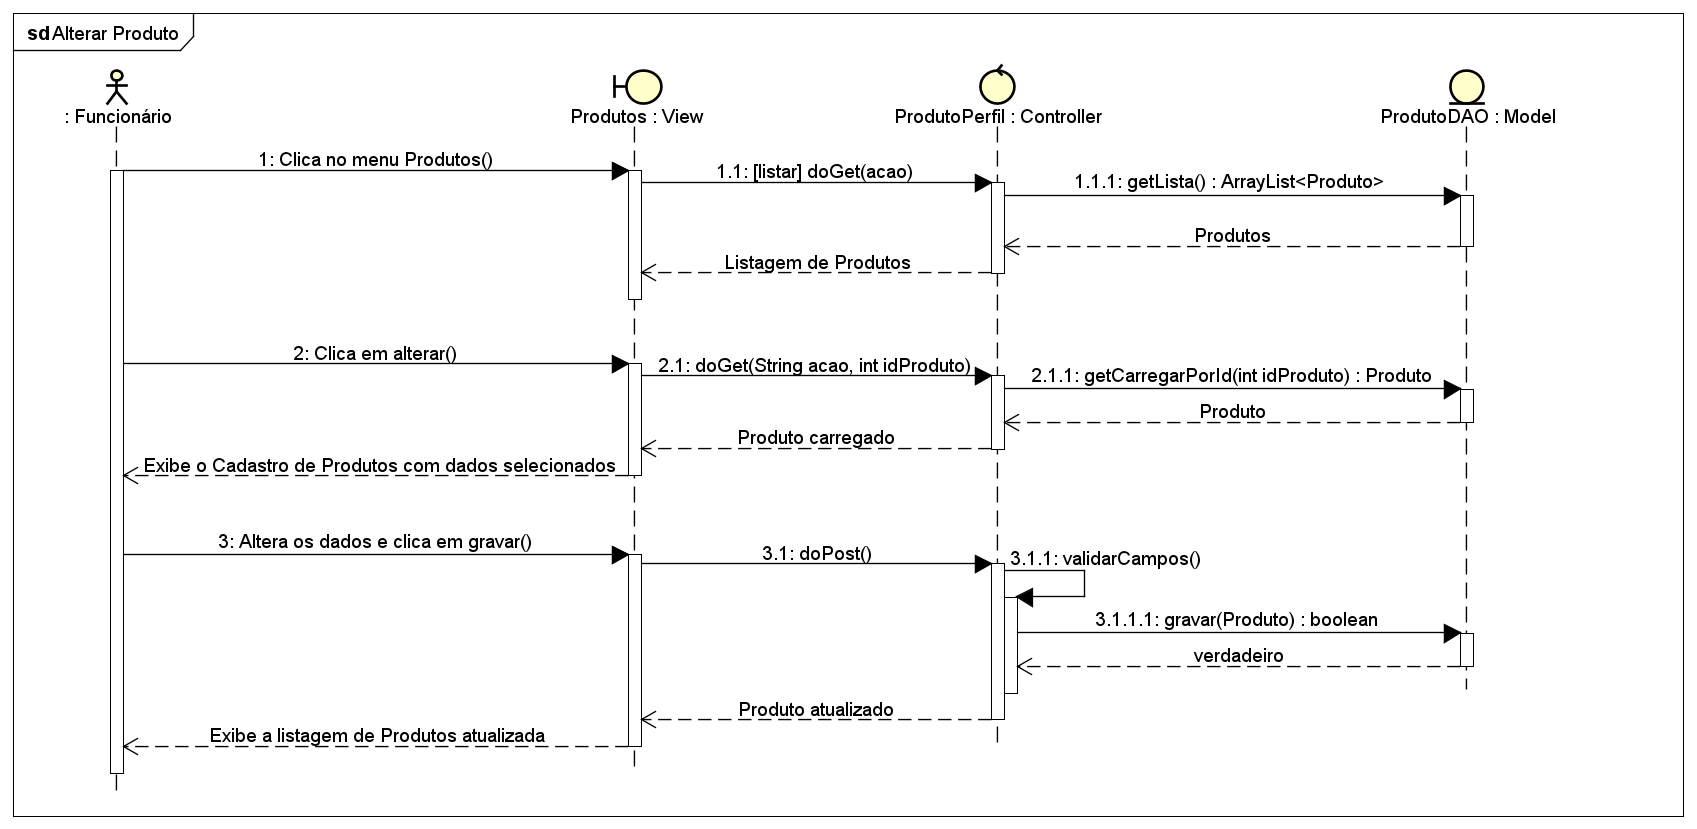 sd Alterar Produto
: Funcionário
Produtos : View
ProdutoPerfil : Controller
ProdutoDAO : Model
1: Clica no menu Produtos()
1.1: [listar] doGet(acao)
1.1.1: getLista() : ArrayList<Produto>
Produtos
Listagem de Produtos
2: Clica em alterar()
2.1: doGet(String acao, int idProduto)
2.1.1: getCarregarPorId(int idProduto) : Produto
Produto
Produto carregado
Exibe o Cadastro de Produtos com dados selecionados
3: Altera os dados e clica em gravar()
3.1: doPost()
3.1.1: validarCampos()
3.1.1.1: gravar(Produto) : boolean
verdadeiro
Produto atualizado
Exibe a listagem de Produtos atualizada